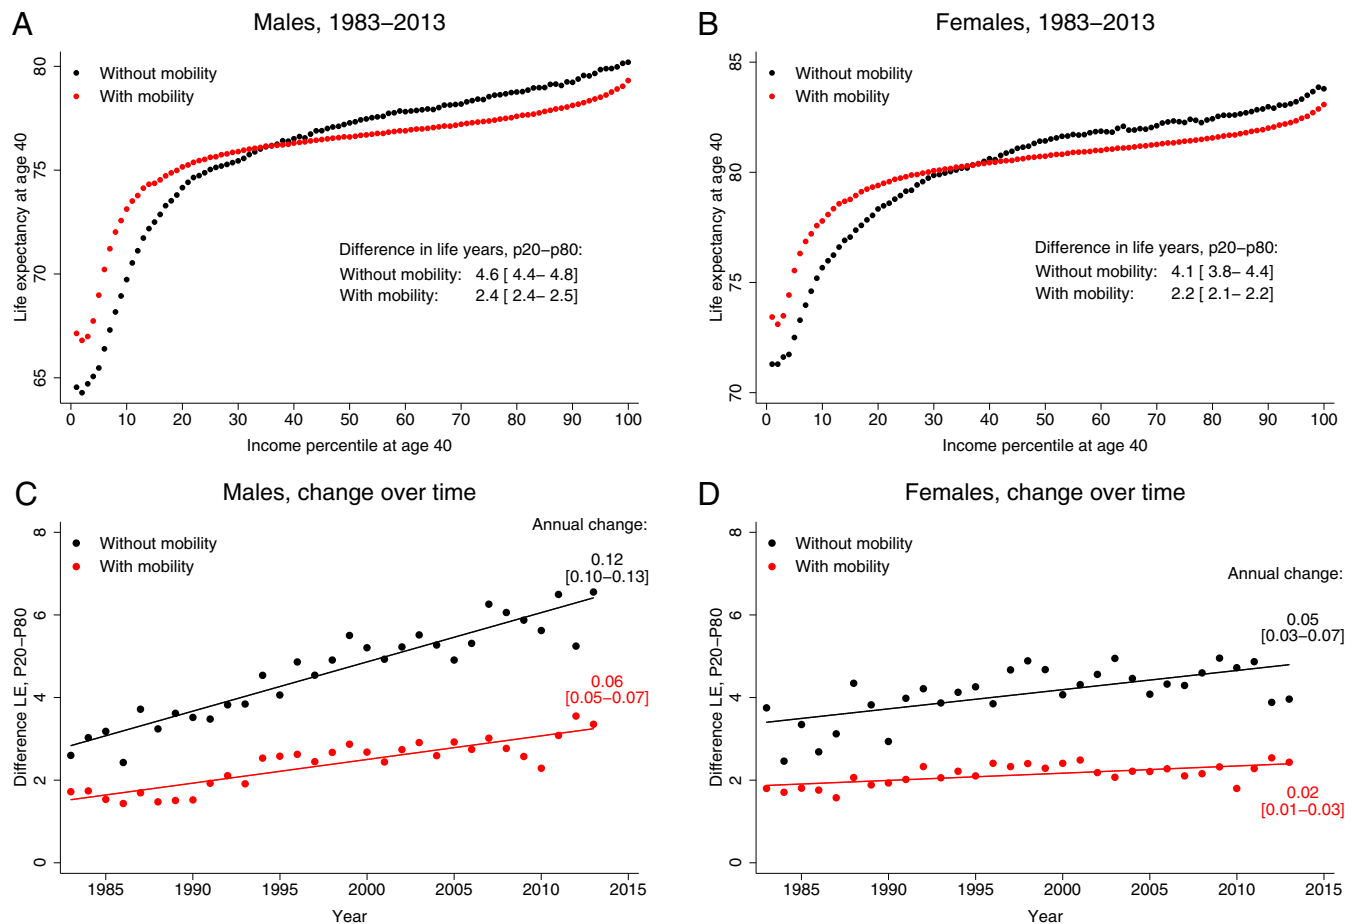 A
Males, 1983–2013
Without mobility
With mobility
Life expectancy at age 40
80
75
70
65
Difference in life years, p20–p80:
Without mobility: 4.6 [ 4.4– 4.8]
With mobility: 2.4 [ 2.4– 2.5]
0 10 20 30 40 50 60 70 80 90 100
Income percentile at age 40
B
Females, 1983–2013
Without mobility
With mobility
Life expectancy at age 40
85
80
75
70
Difference in life years, p20–p80:
Without mobility: 4.1 [ 3.8– 4.4]
With mobility: 2.2 [ 2.1– 2.2]
0 10 20 30 40 50 60 70 80 90 100
Income percentile at age 40
C
Males, change over time
Without mobility
With mobility
Annual change:
0.12
[0.10–0.13]
0.06
[0.05–0.07]
Difference LE, P20–P80
8
6
4
2
0
1985 1990 1995 2000 2005 2010 2015
Year
D
Females, change over time
Without mobility
With mobility
Annual change:
0.05
[0.03–0.07]
0.02
[0.01–0.03]
Difference LE, P20–P80
8
6
4
2
0
1985 1990 1995 2000 2005 2010 2015
Year